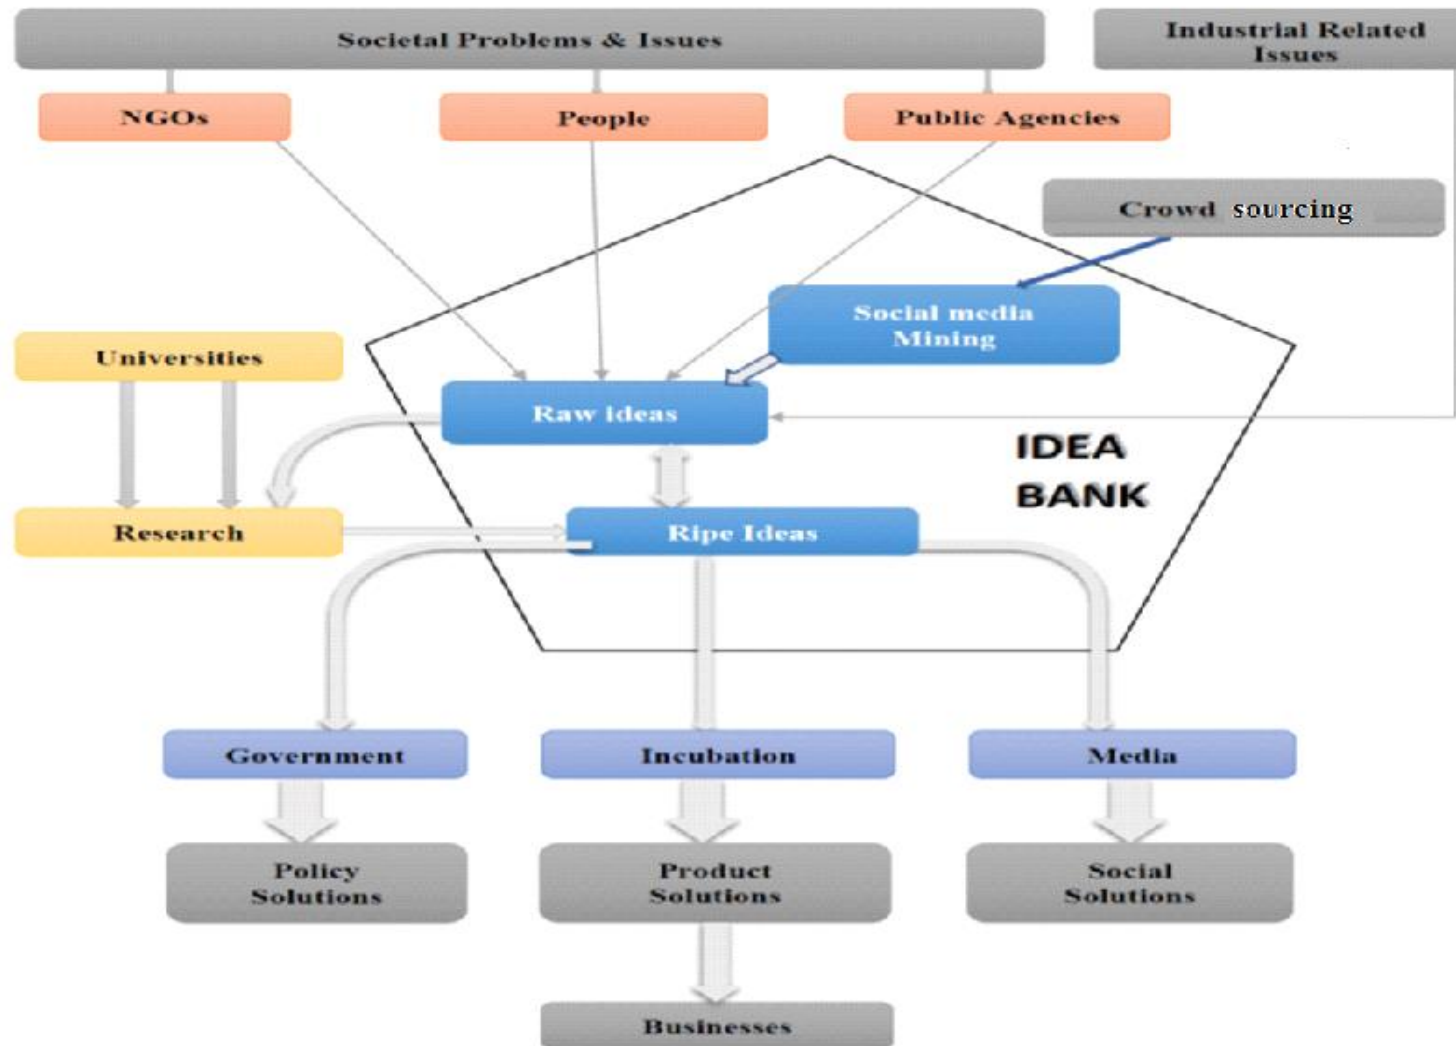 Societal Problems & Issues
Industrial Related
Issues
NGOs
People
Public Agencies
Crowd sourcing
Social media
Mining
Universities
Raw ideas
IDEA
BANK
Research
Ripe Ideas
Government
Incubation
Media
Policy
Solutions
Product
Solutions
Social
Solutions
Businesses